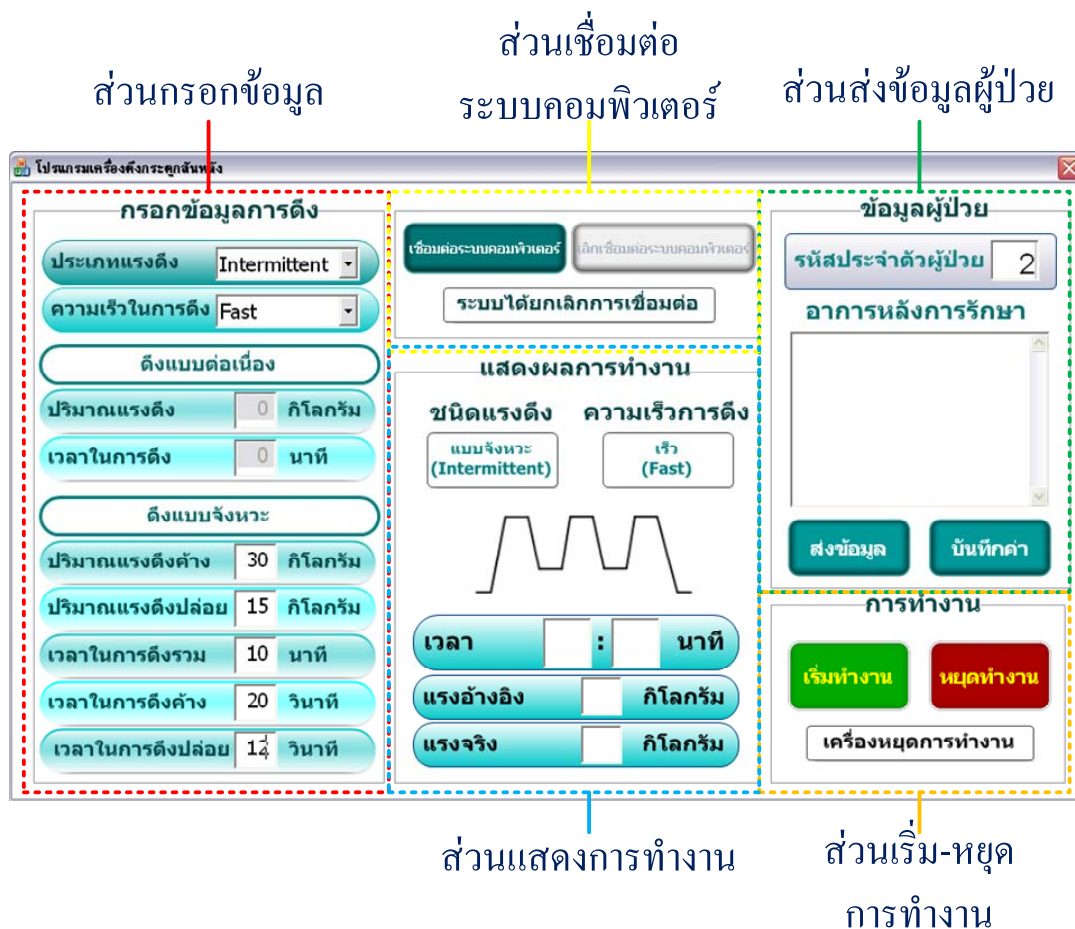 ส่วนกรอกข้อมูล
ส่วนเชื่อมต่อ
ระบบคอมพิวเตอร์
ส่วนส่งข้อมูลผู้ป่วย
โปรแกรมเครื่องดึงกระดูกสันหลัง
กรอกข้อมูลการดึง
ประเภทแรงดึง Intermittent
ความเร็วในการดึง Fast
ดึงแบบต่อเนื่อง
ปริมาณแรงดึง 0 กิโลกรัม
เวลาในการดึง 0 นาที
ดึงแบบจังหวะ
ปริมาณแรงดึงค้าง 30 กิโลกรัม
ปริมาณแรงดึงปล่อย 15 กิโลกรัม
เวลาในการดึงรวม 10 นาที
เวลาในการดึงค้าง 20 วินาที
เวลาในการดึงปล่อย 12 วินาที
เชื่อมต่อระบบคอมพิวเตอร์ เลิกเชื่อมต่อระบบคอมพิวเตอร์
ระบบได้ยกเลิกการเชื่อมต่อ
แสดงผลการทำงาน
ชนิดแรงดึง ความเร็วการดึง
แบบจังหวะ
(Intermittent)
เร็ว
(Fast)
เวลา : นาที
แรงอ้างอิง กิโลกรัม
แรงจริง กิโลกรัม
ข้อมูลผู้ป่วย
รหัสประจำตัวผู้ป่วย 2
อาการหลังการรักษา
ส่งข้อมูล บันทึกค่า
การทำงาน
เริ่มทำงาน หยุดทำงาน
เครื่องหยุดการทำงาน
ส่วนแสดงการทำงาน
ส่วนเริ่ม-หยุด
การทำงาน